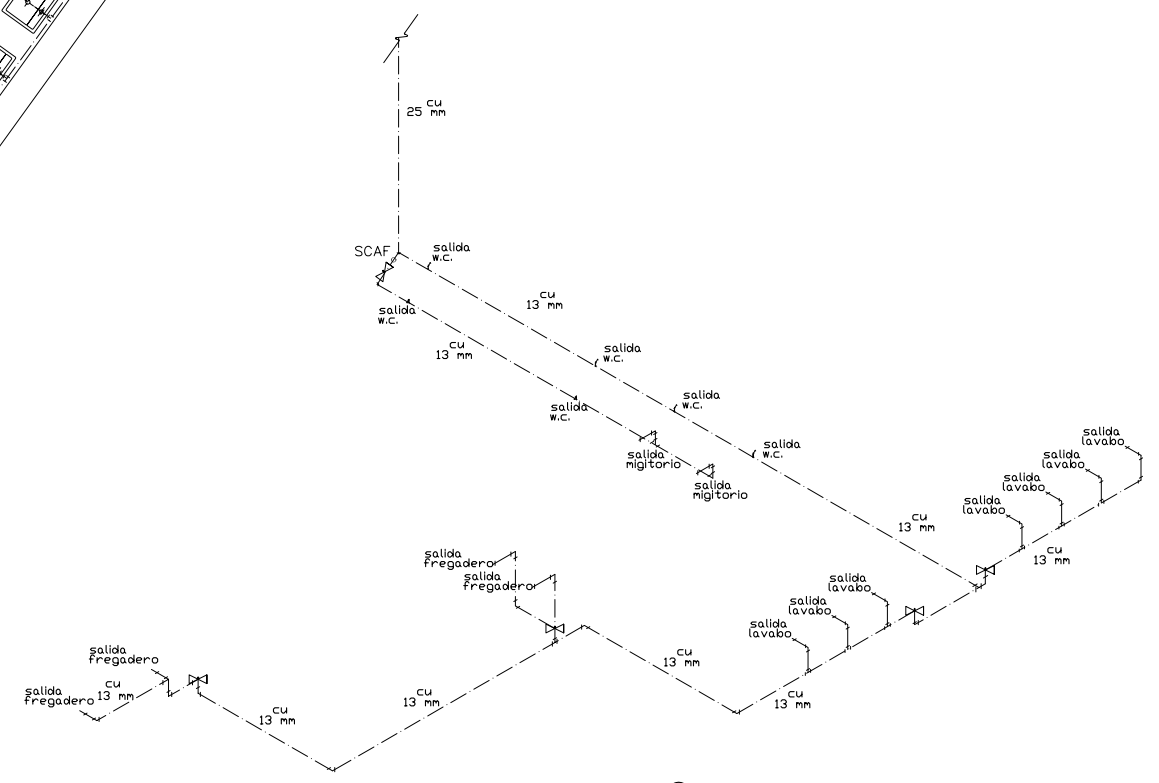 cu
25 mm
SCAF
salida
w.c.
cu
13 mm
salida
w.c.
cu
13 mm
salida
w.c.
salida
w.c.
salida
w.c.
salida
w.c.
salida
migitorio
salida
migitorio
salida
lavabo
salida
lavabo
salida
lavabo
salida
lavabo
cu
13 mm
cu
13 mm
salida
fregadero
salida
fregadero
salida
lavabo
salida
lavabo
salida
lavabo
salida
fregadero
cu
13 mm
salida
fregadero
cu
13 mm
cu
13 mm
cu
13 mm
cu
13 mm